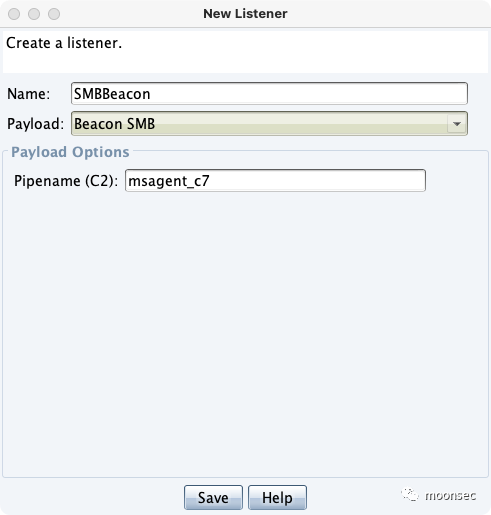 New Listener
Create a listener.
Name: SMBBeacon
Payload: Beacon SMB
Payload Options
Pipename (C2): msagent_c7
Save Help
moonsec